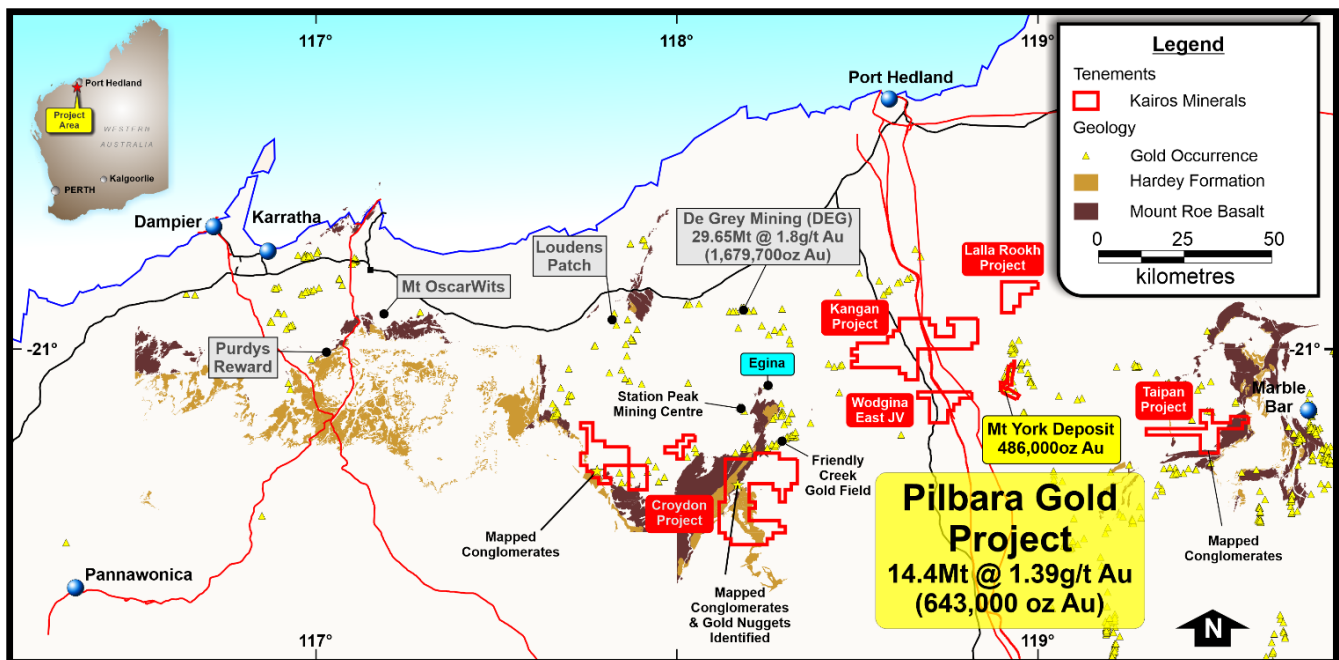 117°
118°
119°
Port Hedland
Project
Area
WESTERN
AUSTRALIA
Kalgoorlie
PERTH
Legend
Tenements
Kairos Minerals
Geology
Gold Occurrence
Hardey Formation
Mount Roe Basalt
0 25 50
kilometres
Port Hedland
Dampier
Karratha
Loudens
Patch
De Grey Mining (DEG)
29.65Mt @ 1.8g/t Au
(1,679,700oz Au)
Lalla Rookh
Project
Mt OscarWits
Kangan
Project
-21°
-21°
Purdys
Reward
Egina
Station Peak
Mining Centre
Wodgina
East JV
Taipan
Project
Marble
Bar
Mt York Deposit
486,000oz Au
Friendly
Creek
Gold Field
Croydon
Project
Pilbara Gold
Project
14.4Mt @ 1.39g/t Au
(643,000 oz Au)
Mapped
Conglomerates
Mapped
Conglomerates
Pannawonica
Mapped
Conglomerates
& Gold Nuggets
Identified
N
117°
119°